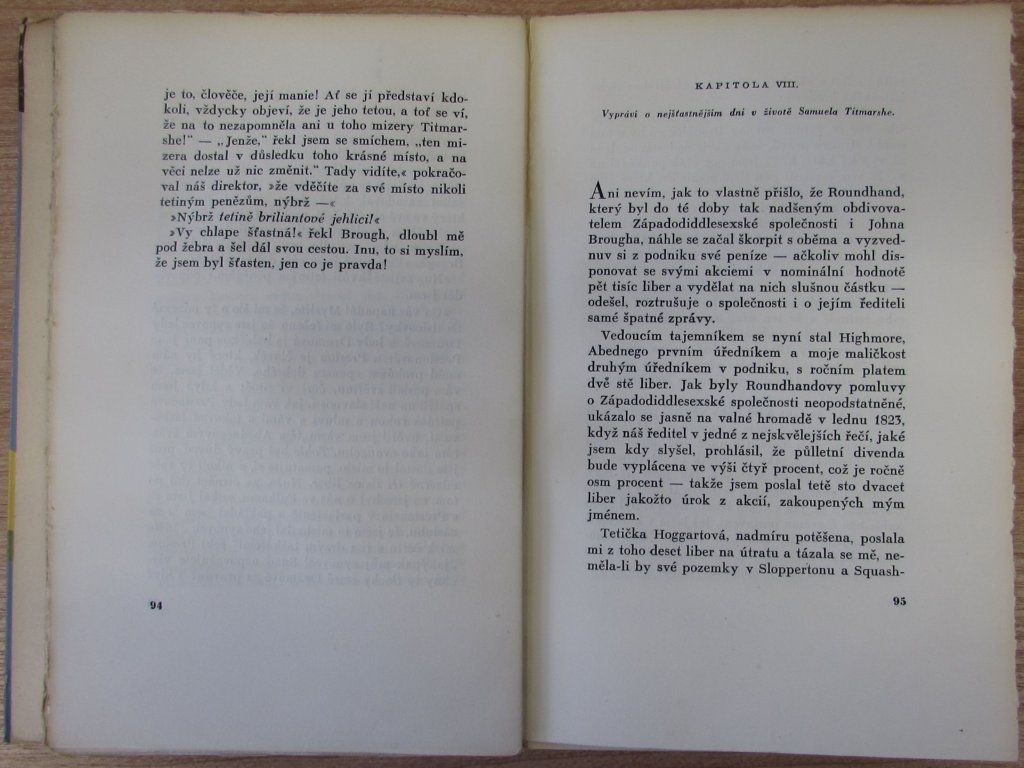 je to, člověče, její manie! Ať se jí představí kdo-
koli, vždycky objeví, že je jeho tetou, a toť se ví,
že na to nezapomněla ani u toho mizery Titmar-
she!" — „Jenže," řekl jsem se smíchem, „ten mi-
zera dostal v důsledku toho krásné místo, a na
věci nelze už nic změnit." Tady vidíte,« pokračo-
val náš direktor, »že vděčíte za své místo nikoli
tetiným penězům, nýbrž —«
»Nýbrž tetině briliantové jehlici!«
»Vy chlape šťastná!« řekl Brough, dloubl mě
pod žebra a šel dál svou cestou. Inu, to si myslím,
že jsem byl šťasten, jen co je pravda!
94
KAPITOLA VIII.
Vypráví o nejšťastnějším dni v životě Samuela Titmarshe.
Ani nevím, jak to vlastně přišlo, že Roundhand,
který byl do té doby tak nadšeným obdivova-
telem Západodiddlesexské společnosti i Johna
Brougha, náhle se začal škorpit s oběma a vyzved-
nuv si z podniku své peníze — ačkoliv mohl dis-
ponovat se svými akciemi v nominální hodnotě
pět tisíc liber a vydělat na nich slušnou částku —
odešel, roztrušuje o společnosti i o jejím řediteli
samé špatné zprávy.
Vedoucím tajemníkem se nyní stal Highmore,
Abednego prvním úředníkem a moje maličkost
druhým úředníkem v podniku, s ročním platem
dvě stě liber. Jak byly Roundhandovy pomluvy
o Západodiddlesexské společnosti neopodstatněné,
ukázalo se jasně na valné hromadě v lednu 1823,
když náš ředitel v jedné z nejskvělejších řečí, jaké
jsem kdy slyšel, prohlásil, že půlletní divenda
bude vyplácena ve výši čtyř procent, což je ročně
osm procent — takže jsem poslal tetě sto dvacet
liber jakožto úrok z akcií, zakoupených mým
jménem.
Tetička Hoggartová, nadmíru potěšena, poslala
mi z toho deset liber na útratu a tázala se mě, ne-
měla-li by své pozemky v Sloppertonu a Squash-
95